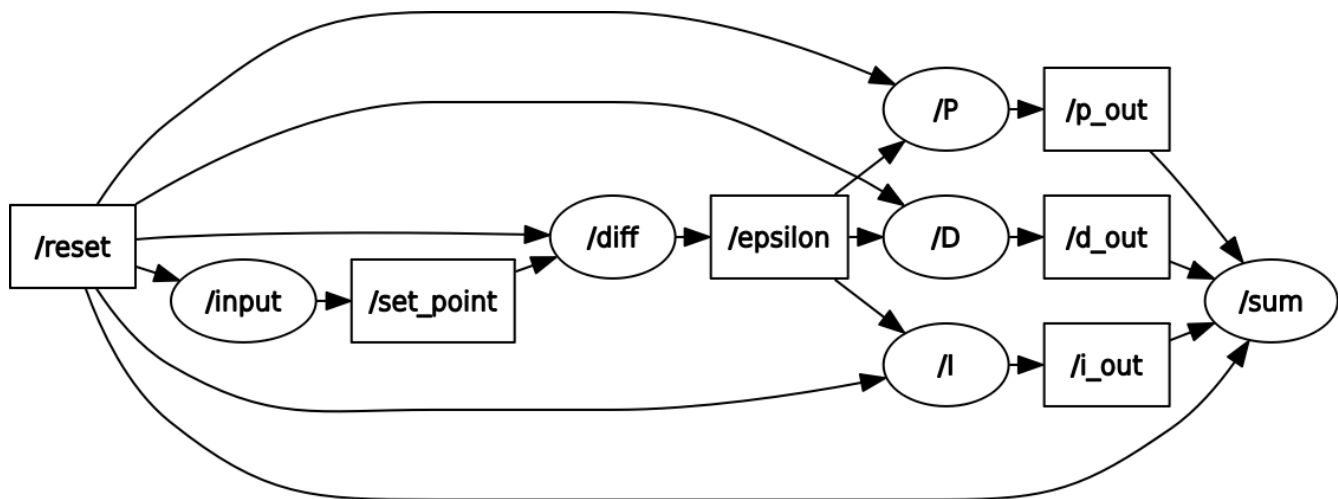 /reset
/input
/set_point
/diff
/epsilon
/P
/p_out
/D
/d_out
/I
/i_out
/sum